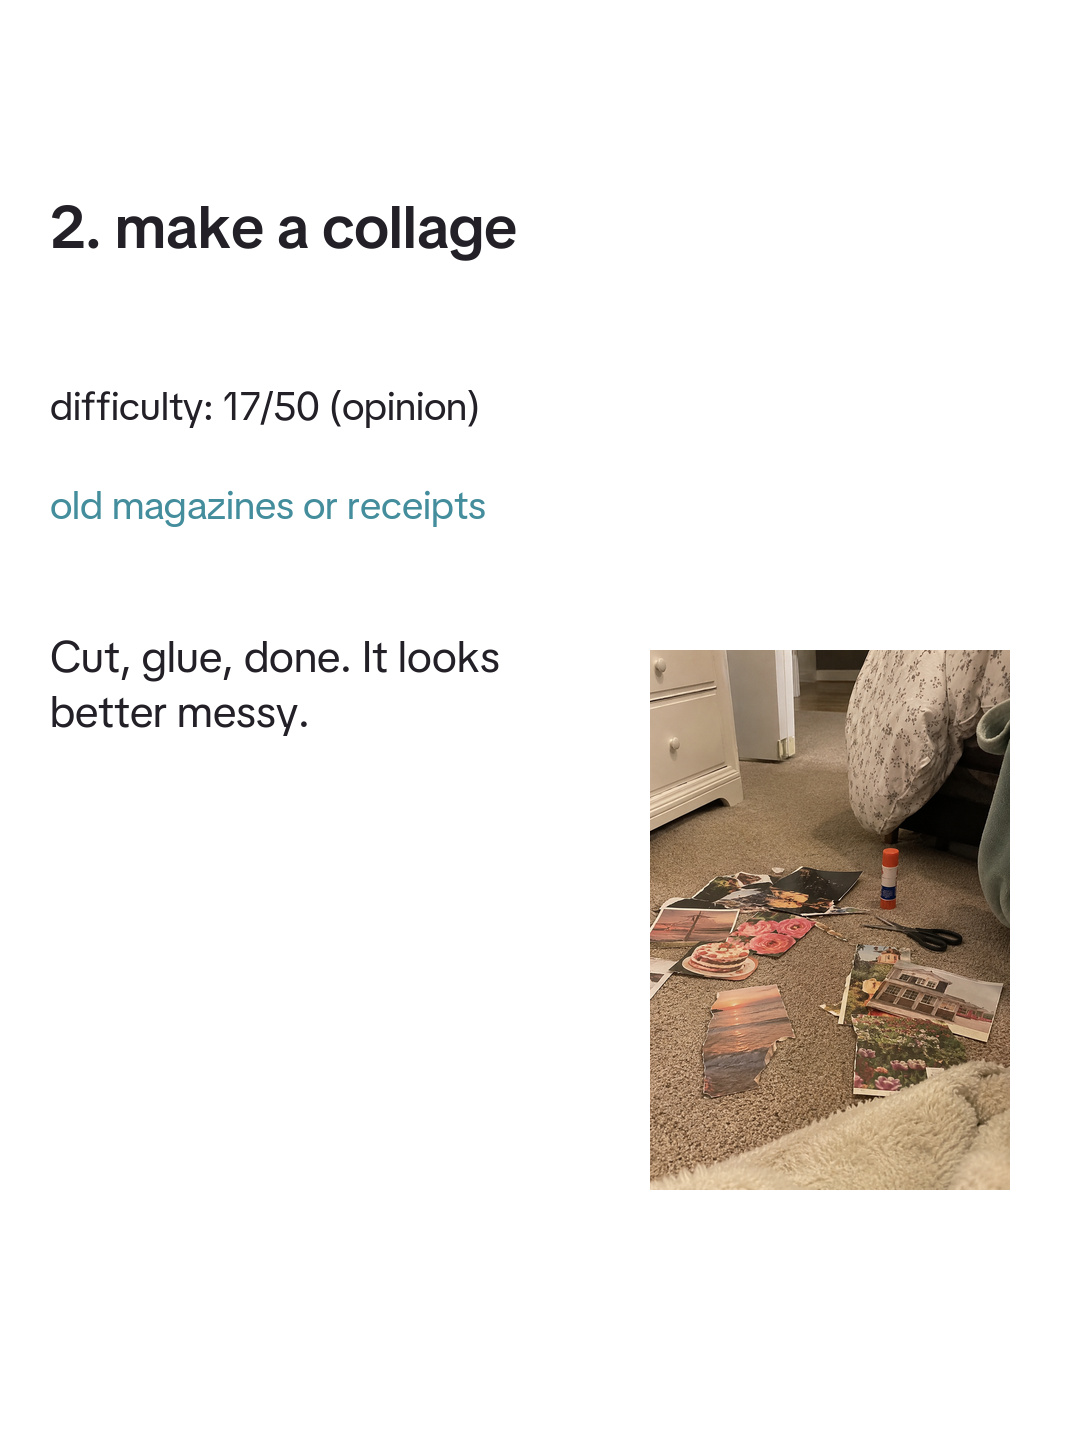 2. make a collage
difficulty: 17/50 (opinion)
old magazines or receipts
Cut, glue, done. It looks
better messy.